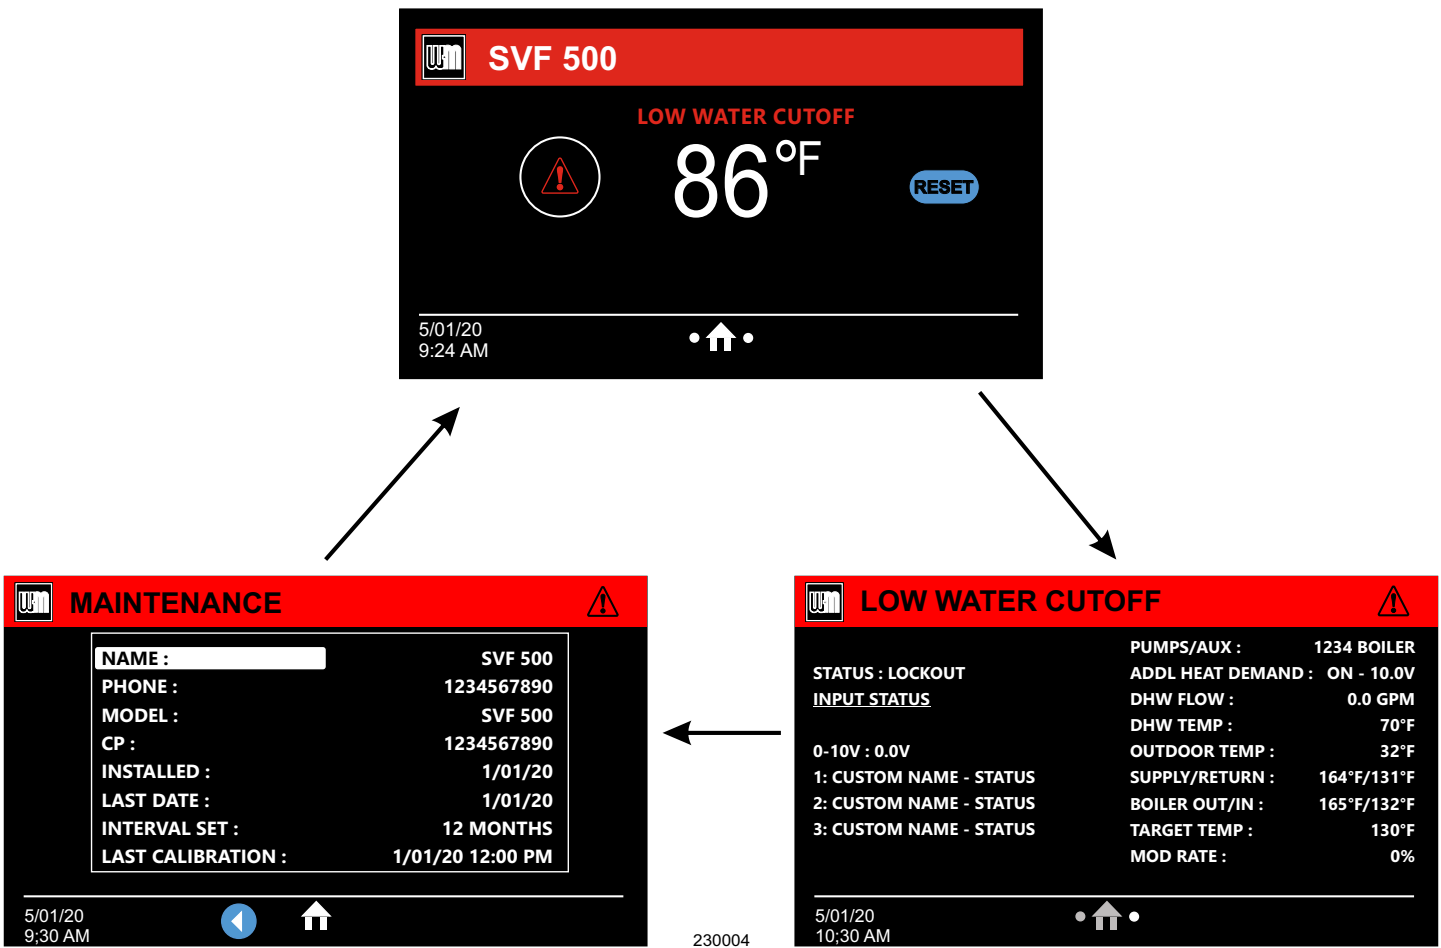 WM SVF 500
LOW WATER CUTOFF
86°F
RESET
5/01/20
9:24 AM
WM MAINTENANCE
NAME : SVF 500
PHONE : 1234567890
MODEL : SVF 500
CP : 1234567890
INSTALLED : 1/01/20
LAST DATE : 1/01/20
INTERVAL SET : 12 MONTHS
LAST CALIBRATION : 1/01/20 12:00 PM
5/01/20
9;30 AM
WM LOW WATER CUTOFF
STATUS : LOCKOUT
INPUT STATUS
0-10V : 0.0V
1: CUSTOM NAME - STATUS
2: CUSTOM NAME - STATUS
3: CUSTOM NAME - STATUS
PUMPS/AUX : 1234 BOILER
ADDL HEAT DEMAND : ON - 10.0V
DHW FLOW : 0.0 GPM
DHW TEMP : 70°F
OUTDOOR TEMP : 32°F
SUPPLY/RETURN : 164°F/131°F
BOILER OUT/IN : 165°F/132°F
TARGET TEMP : 130°F
MOD RATE : 0%
5/01/20
10;30 AM
230004